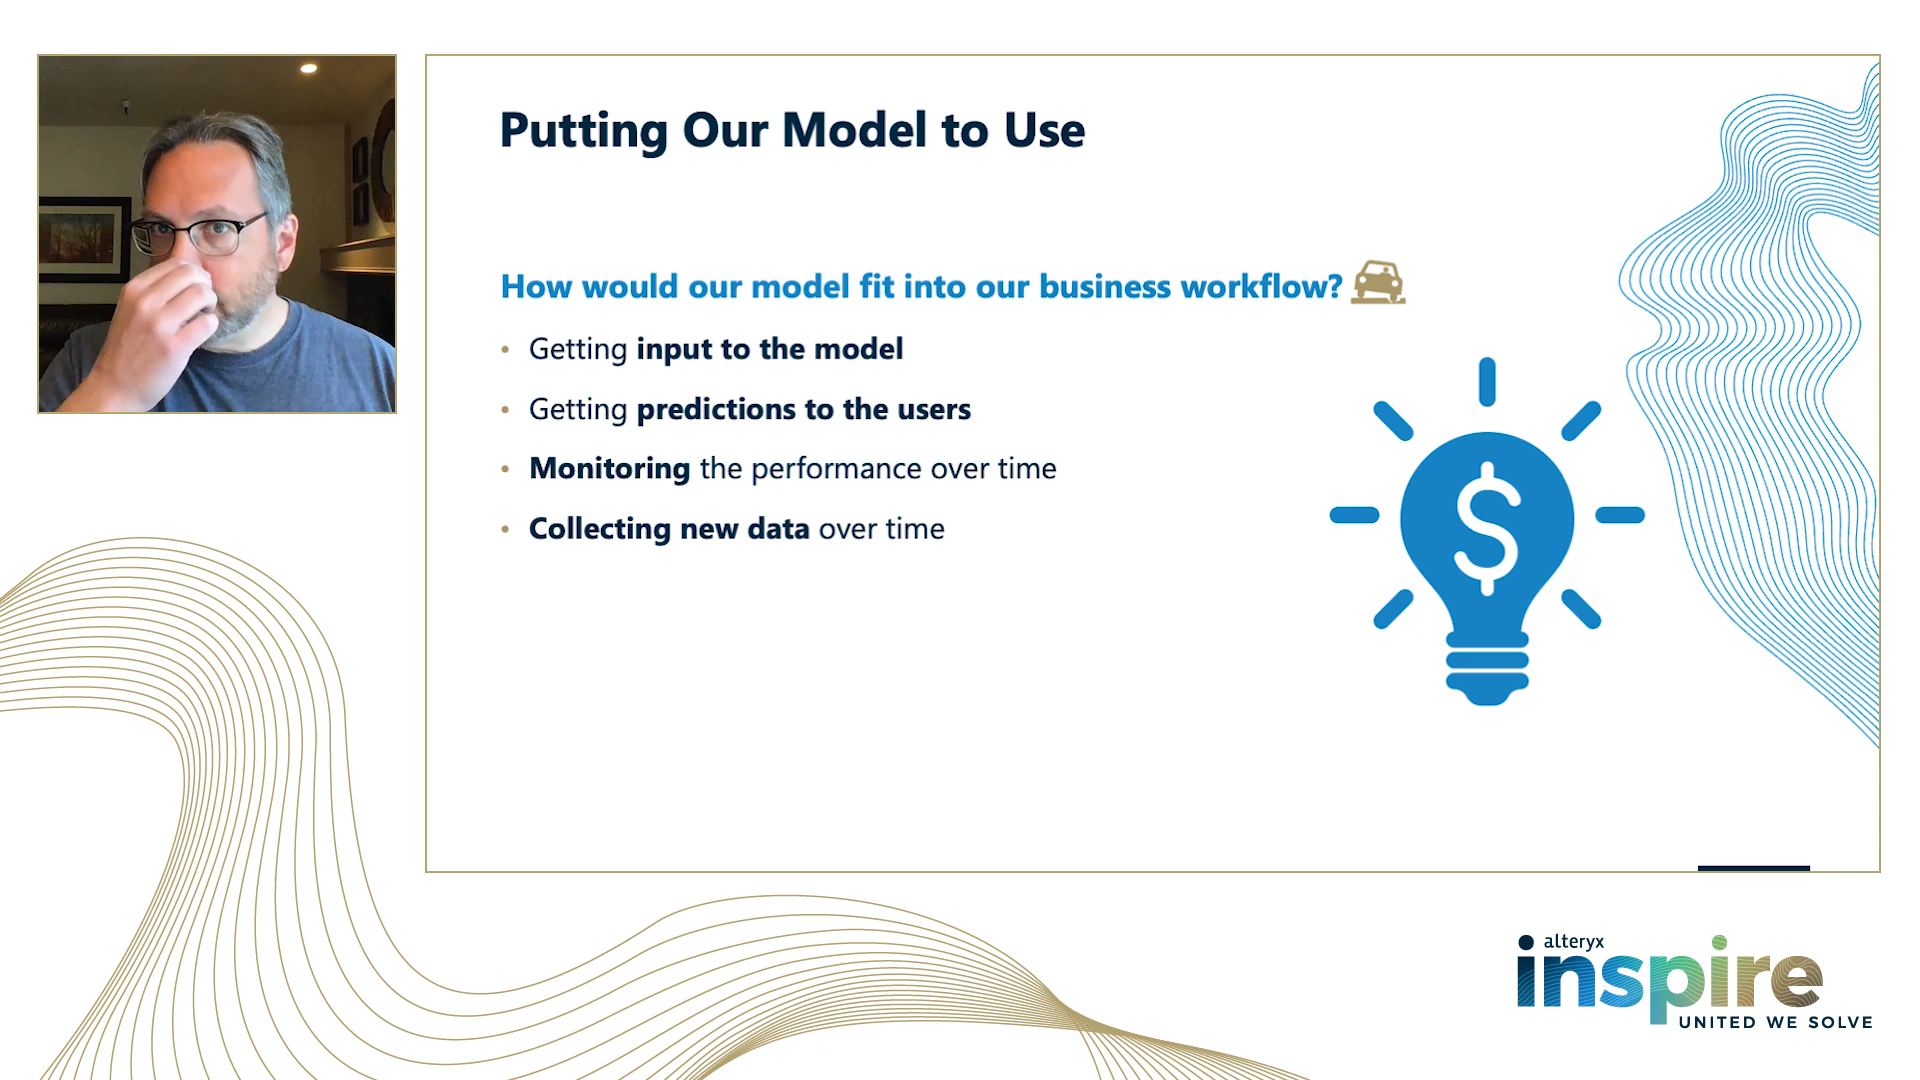 Putting Our Model to Use
How would our model fit into our business workflow?
• Getting input to the model
• Getting predictions to the users
• Monitoring the performance over time
• Collecting new data over time
$
alteryx
inspire
UNITED WE SOLVE